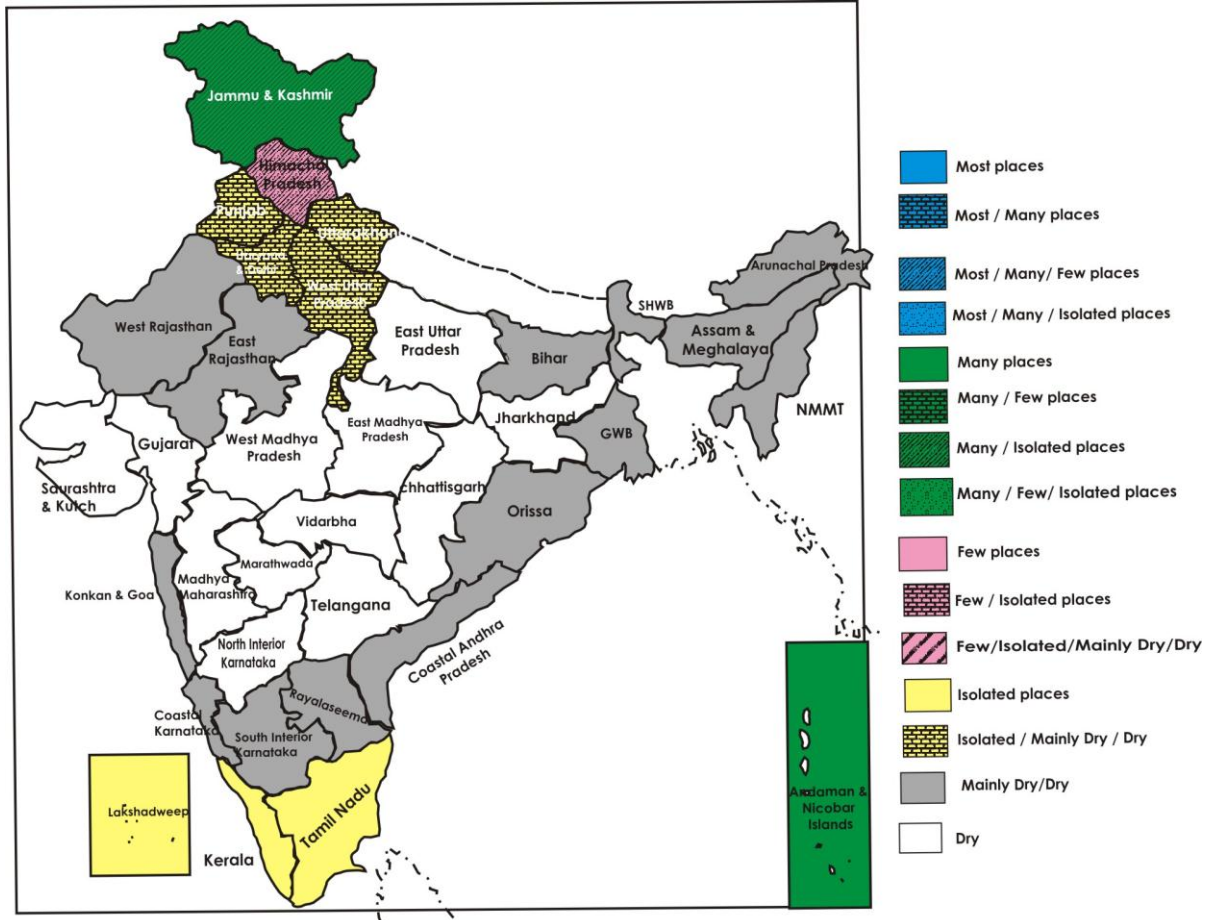 Jammu & Kashmir
Himachal
Pradesh
Punjab
Uttarakhand
Haryana
& Delhi
West Uttar
Pradesh
Arunachal Pradesh
West Rajasthan
East
Rajasthan
East Uttar
Pradesh
SHWB
Bihar
Assam &
Meghalaya
NMMT
Gujarat
West Madhya
Pradesh
East Madhya
Pradesh
Jharkhand
GWB
Saurashtra
& Kutch
chhattisgarh
Orissa
Vidarbha
Marathwada
Konkan & Goa
Madhya
Maharashtra
Telangana
North Interior
Karnataka
Coastal Andhra
Pradesh
Rayalaseema
Coastal
Karnataka
South Interior
Karnataka
Lakshadweep
Kerala
Tamil Nadu
Andaman &
Nicobar
Islands
Most places
Most / Many places
Most / Many/ Few places
Most / Many / Isolated places
Many places
Many / Few places
Many / Isolated places
Many / Few/ Isolated places
Few places
Few / Isolated places
Few/Isolated/Mainly Dry/Dry
Isolated places
Isolated / Mainly Dry / Dry
Mainly Dry/Dry
Dry